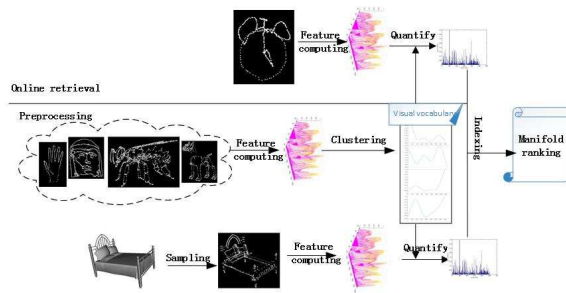 Feature
computing
Quantify
Online retrieval
Preprocessing
Visual vocabulary
Feature
computing
Clustering
Indexing
Manifold
ranking
Sampling
Feature
computing
Quantify